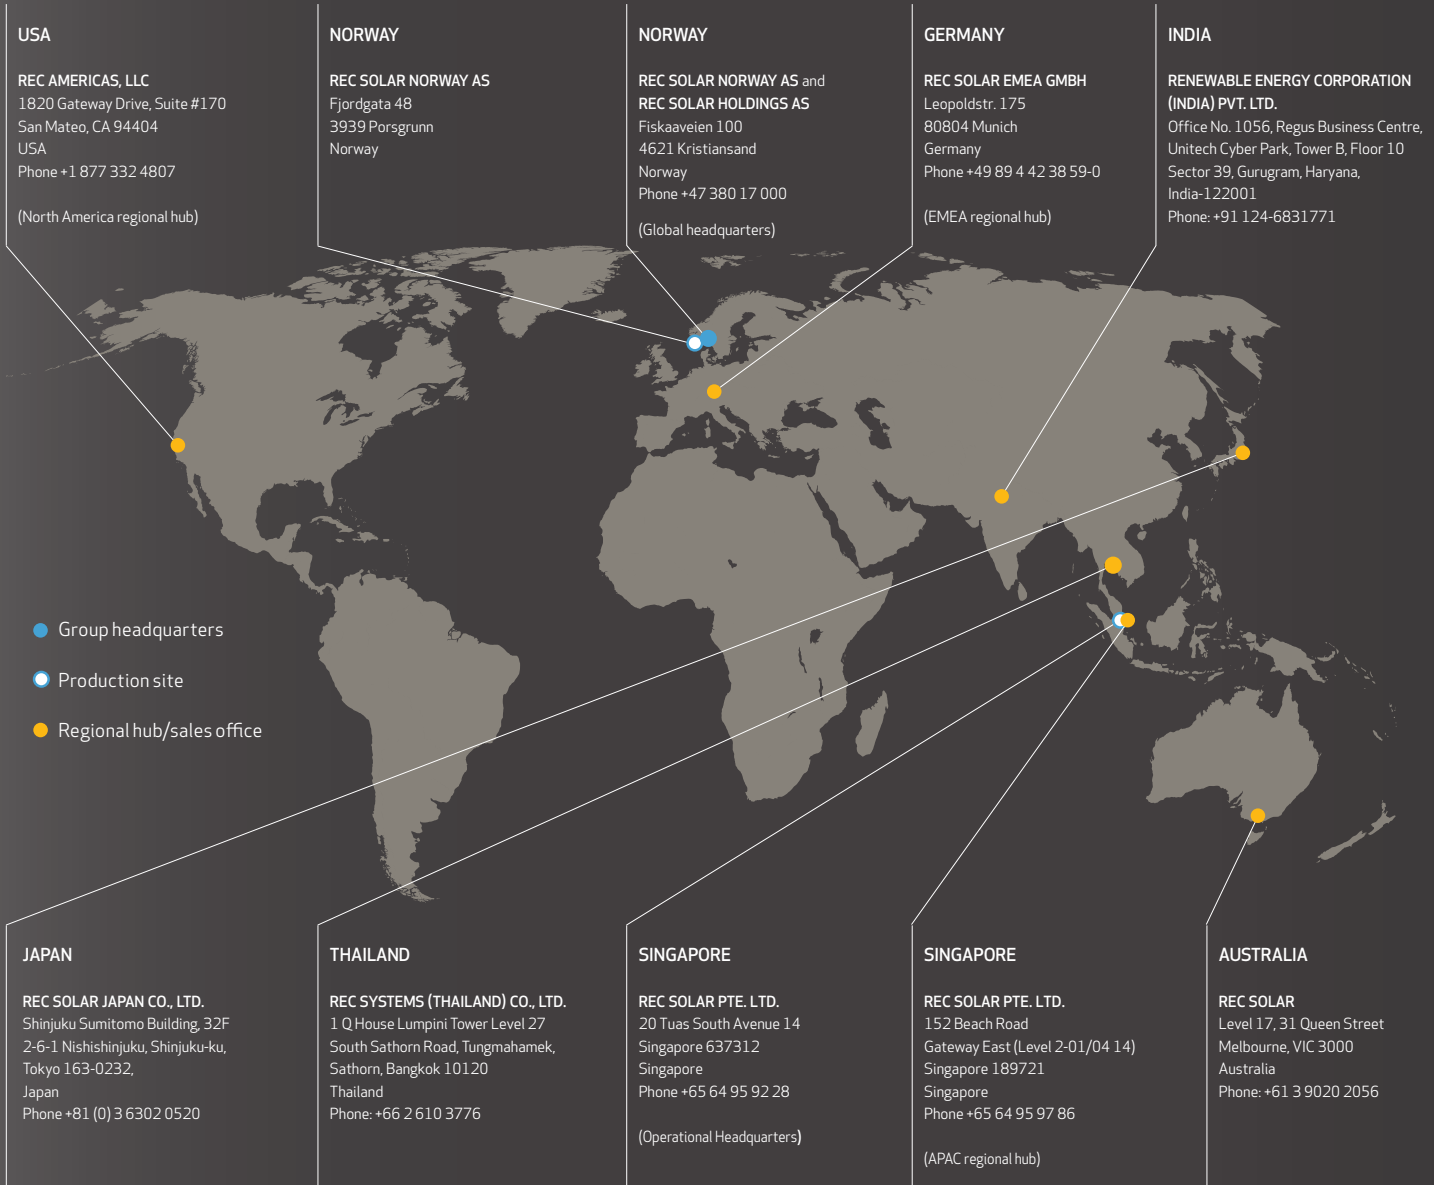 USA
REC AMERICAS, LLC
1820 Gateway Drive, Suite #170
San Mateo, CA 94404
USA
Phone +1 877 332 4807
(North America regional hub)
NORWAY
REC SOLAR NORWAY AS
Fjordgata 48
3939 Porsgrunn
Norway
NORWAY
REC SOLAR NORWAY AS and
REC SOLAR HOLDINGS AS
Fiskaaveien 100
4621 Kristiansand
Norway
Phone +47 380 17 000
(Global headquarters)
GERMANY
REC SOLAR EMEA GMBH
Leopoldstr. 175
80804 Munich
Germany
Phone +49 89 4 42 38 59-0
(EMEA regional hub)
INDIA
RENEWABLE ENERGY CORPORATION
(INDIA) PVT. LTD.
Office No. 1056, Regus Business Centre,
Unitech Cyber Park, Tower B, Floor 10
Sector 39, Gurugram, Haryana,
India-122001
Phone: +91 124-6831771
Group headquarters
Production site
Regional hub/sales office
JAPAN
REC SOLAR JAPAN CO., LTD.
Shinjuku Sumitomo Building, 32F
2-6-1 Nishishinjuku, Shinjuku-ku,
Tokyo 163-0232,
Japan
Phone +81 (0) 3 6302 0520
THAILAND
REC SYSTEMS (THAILAND) CO., LTD.
1 Q House Lumpini Tower Level 27
South Sathorn Road, Tungmahamek,
Sathorn, Bangkok 10120
Thailand
Phone: +66 2 610 3776
SINGAPORE
REC SOLAR PTE. LTD.
20 Tuas South Avenue 14
Singapore 637312
Singapore
Phone +65 64 95 92 28
(Operational Headquarters)
SINGAPORE
REC SOLAR PTE. LTD.
152 Beach Road
Gateway East (Level 2-01/04 14)
Singapore 189721
Singapore
Phone +65 64 95 97 86
(APAC regional hub)
AUSTRALIA
REC SOLAR
Level 17, 31 Queen Street
Melbourne, VIC 3000
Australia
Phone: +61 3 9020 2056